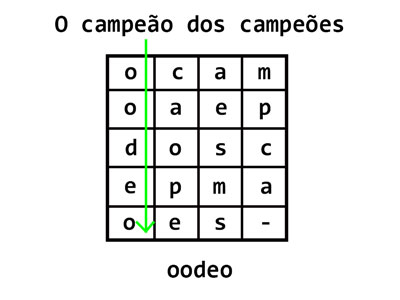 O campeão dos campeões
o c a m
o a e p
d o s c
e p m a
o e s -
oodeo